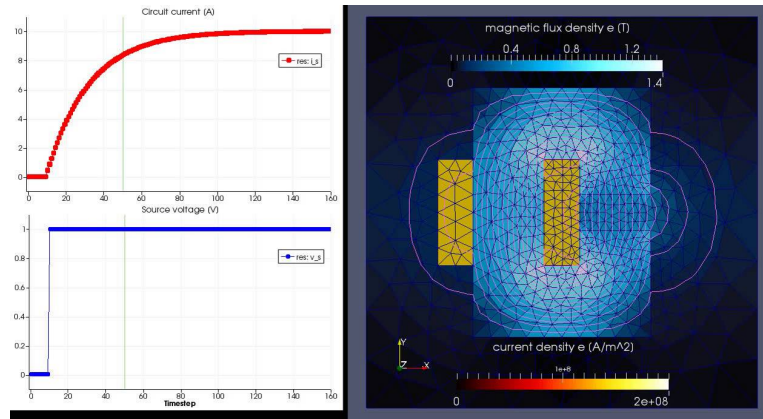 Circuit current (A)
10
8
6
4
2
0
res: i_s
0 20 40 60 80 100 120 140 160
Source voltage (V)
1
0.8
0.6
0.4
0.2
0
res: v_s
0 20 40 60 80 100 120 140 160
Timestep
magnetic flux density e (T)
0.4 0.8 1.2
0 1.4
Y
Z X
current density e (A/m^2)
1e+8
0 2e+08